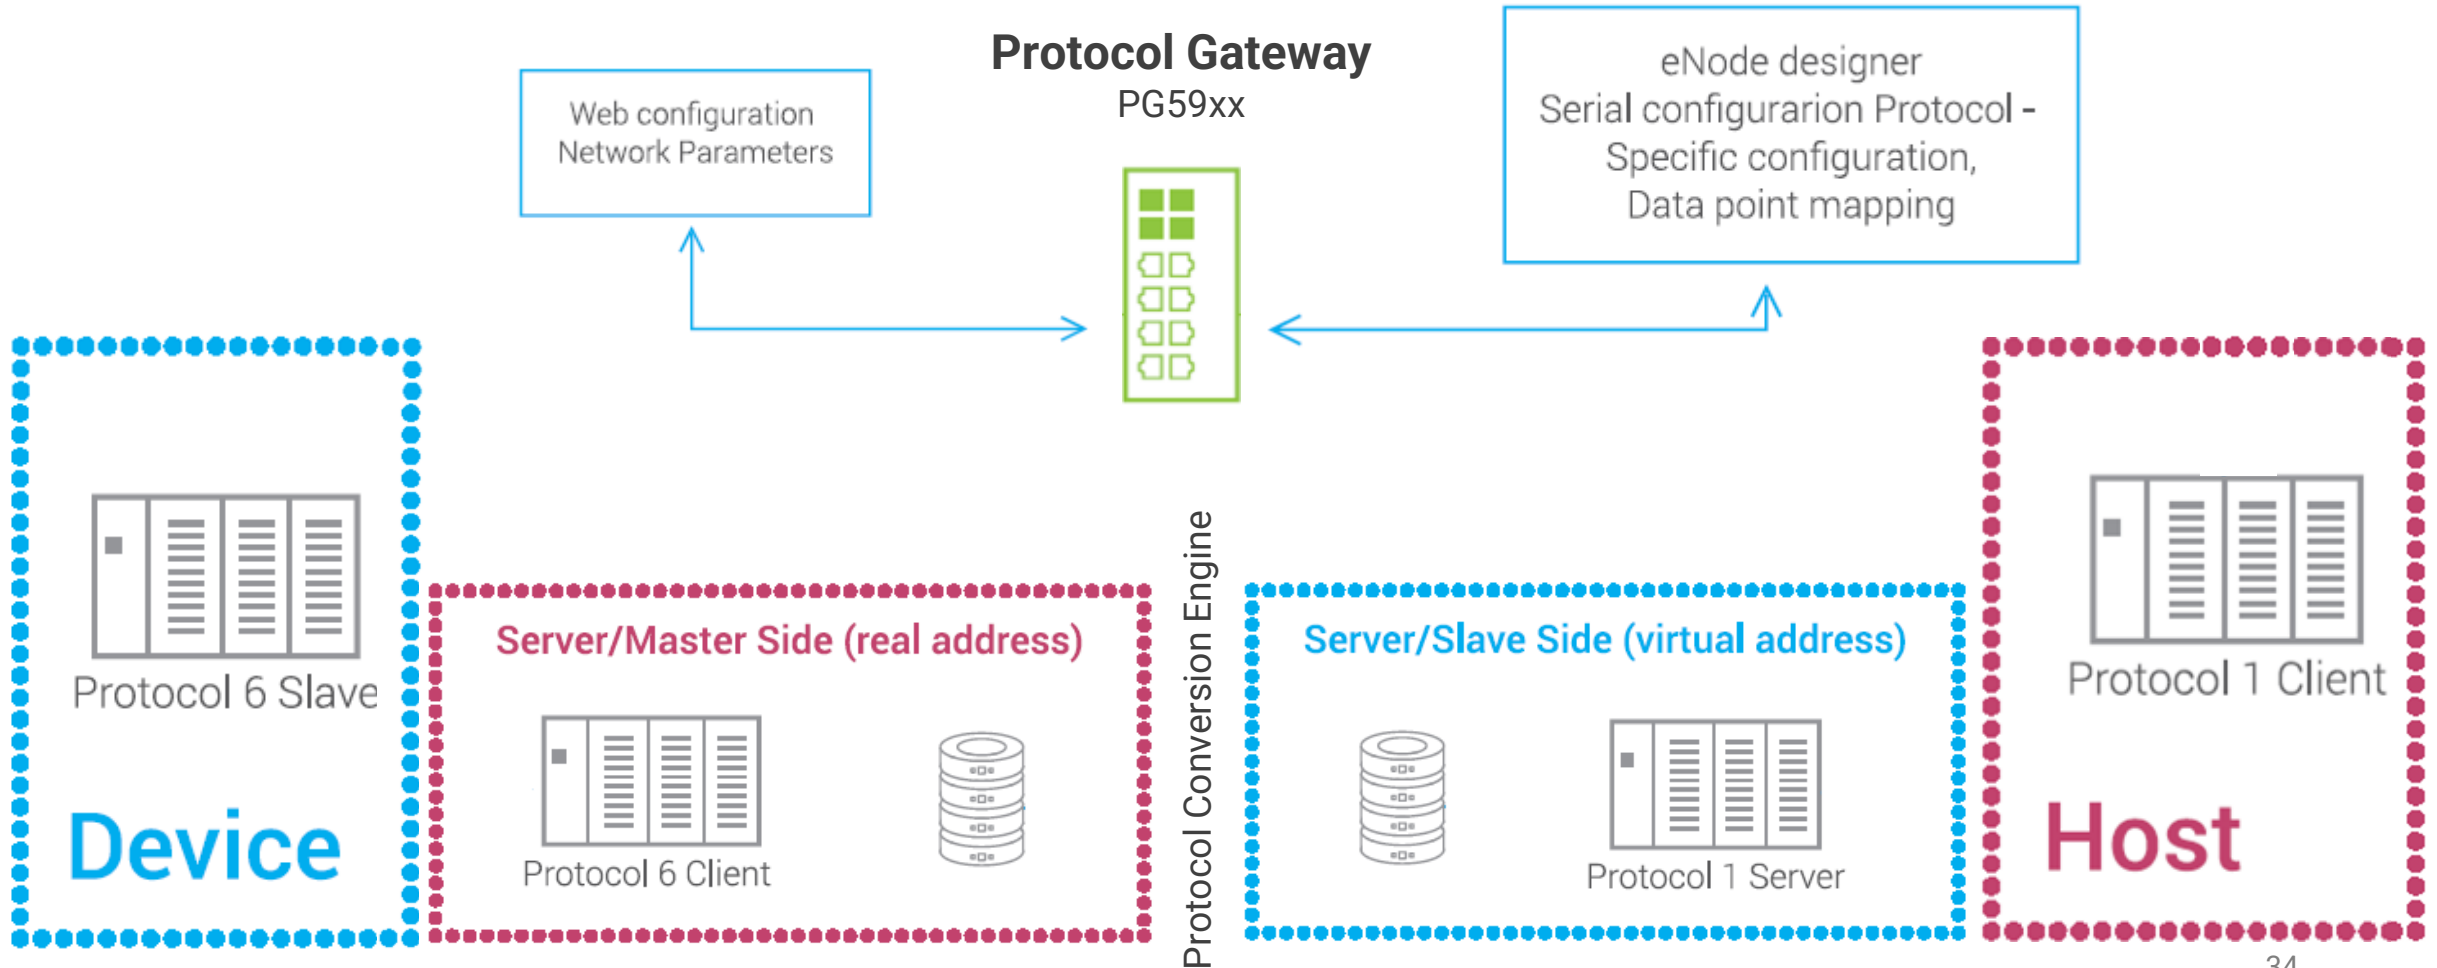 Protocol Gateway
PG59xx
Web configuration
Network Parameters
eNode designer
Serial configurarion Protocol -
Specific configuration,
Data point mapping
Protocol 6 Slave
Device
Server/Master Side (real address)
Protocol 6 Client
Protocol Conversion Engine
Server/Slave Side (virtual address)
Protocol 1 Server
Protocol 1 Client
Host
34